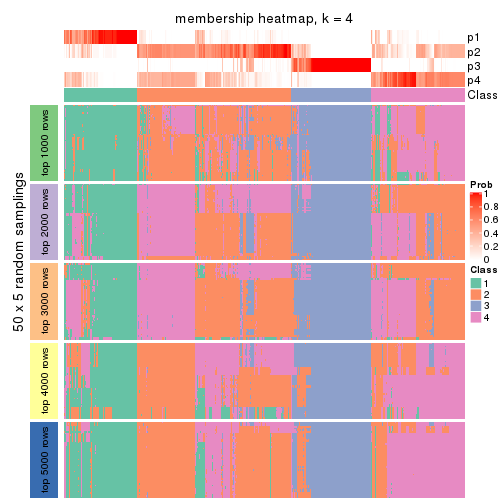 membership heatmap, k = 4
p1
p2
p3
p4
Class
50 x 5 random samplings
top 1000 rows
top 2000 rows
top 3000 rows
top 4000 rows
top 5000 rows
Prob
1
0.8
0.6
0.4
0.2
0
Class
1
2
3
4